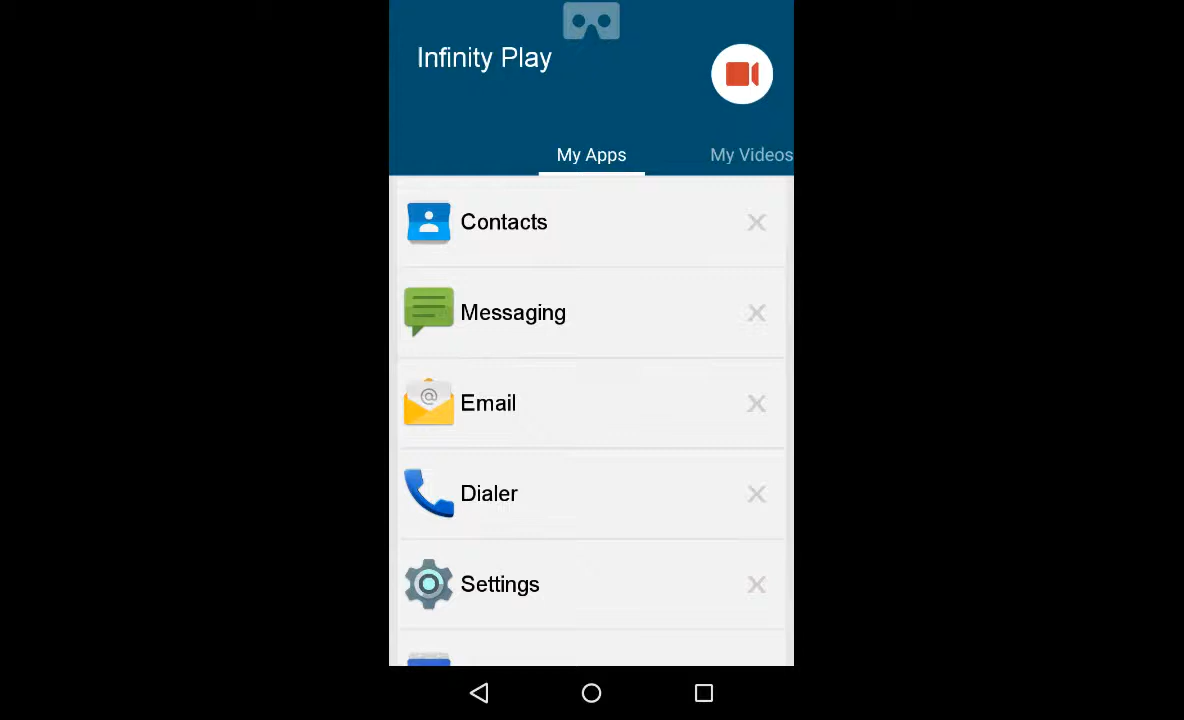 Infinity Play
My Apps
My Videos
Contacts
Messaging
@
Email
Dialer
Settings